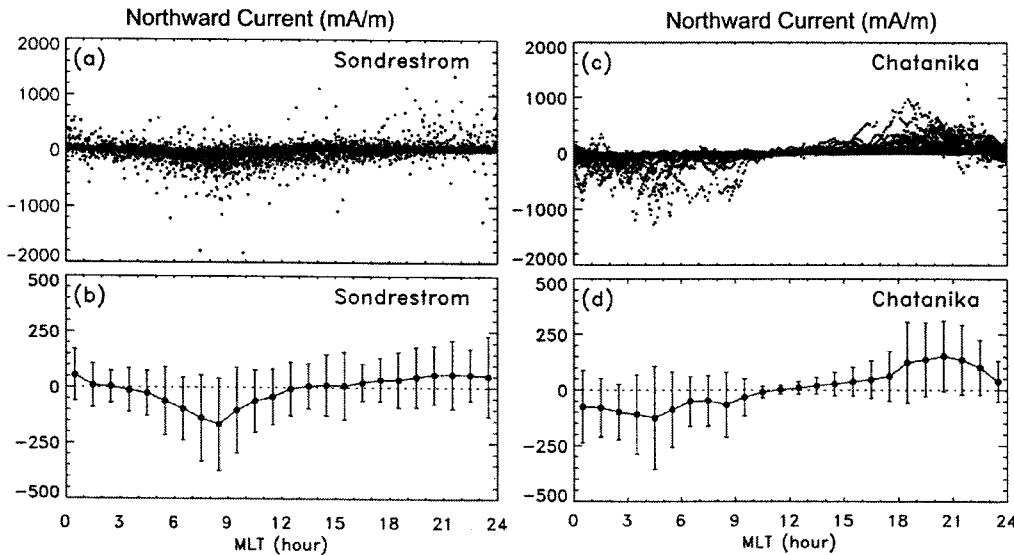 Northward Current (mA/m)
2000
1000
0
-1000
-2000
(a)
Sondrestrom
500
250
0
-250
-500
(b)
Sondrestrom
0 3 6 9 12 15 18 21 24
MLT (hour)
Northward Current (mA/m)
2000
1000
0
-1000
-2000
(c)
Chatanika
500
250
0
-250
-500
(d)
Chatanika
0 3 6 9 12 15 18 21 24
MLT (hour)